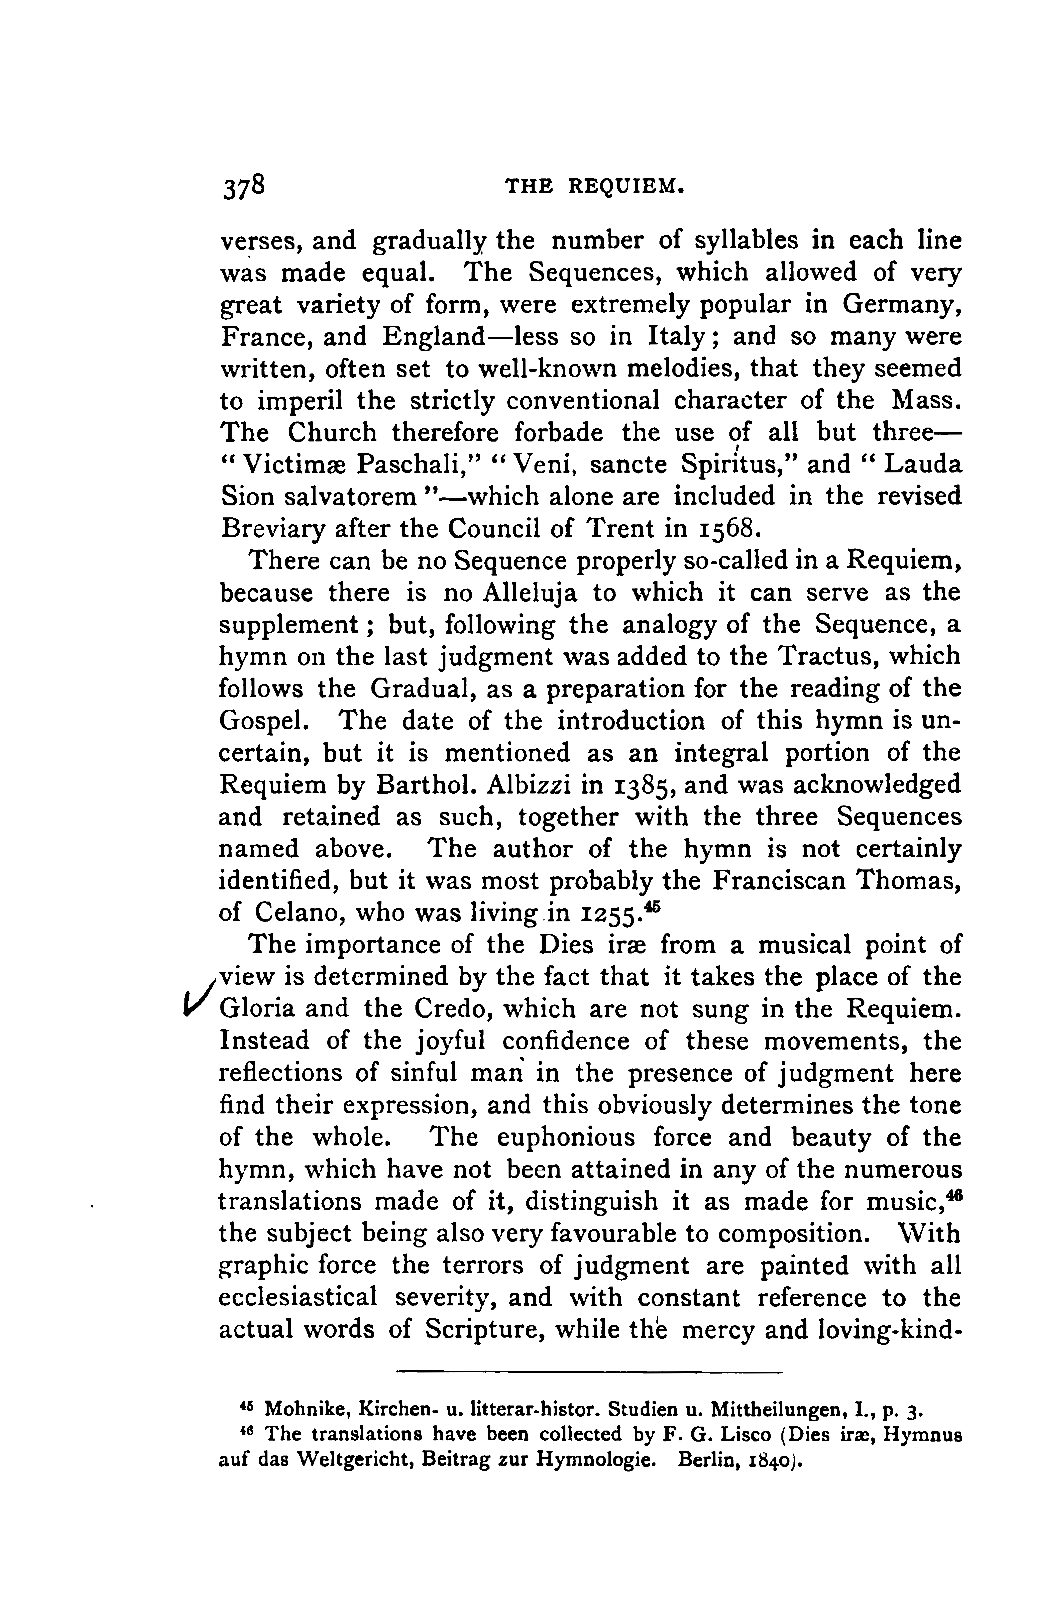 378 THE REQUIEM.
verses, and gradually the number of syllables in each line
was made equal. The Sequences, which allowed of very
great variety of form, were extremely popular in Germany,
France, and England—less so in Italy; and so many were
written, often set to well-known melodies, that they seemed
to imperil the strictly conventional character of the Mass.
The Church therefore forbade the use of all but three—
“ Victimæ Paschali,” “ Veni, sancte Spiritus,” and “ Lauda
Sion salvatorem ”—which alone are included in the revised
Breviary after the Council of Trent in 1568.
There can be no Sequence properly so-called in a Requiem,
because there is no Alleluja to which it can serve as the
supplement; but, following the analogy of the Sequence, a
hymn on the last judgment was added to the Tractus, which
follows the Gradual, as a preparation for the reading of the
Gospel. The date of the introduction of this hymn is un-
certain, but it is mentioned as an integral portion of the
Requiem by Barthol. Albizzi in 1385, and was acknowledged
and retained as such, together with the three Sequences
named above. The author of the hymn is not certainly
identified, but it was most probably the Franciscan Thomas,
of Celano, who was living in 1255.⁴⁵
The importance of the Dies iræ from a musical point of
view is determined by the fact that it takes the place of the
Gloria and the Credo, which are not sung in the Requiem.
Instead of the joyful confidence of these movements, the
reflections of sinful man in the presence of judgment here
find their expression, and this obviously determines the tone
of the whole. The euphonious force and beauty of the
hymn, which have not been attained in any of the numerous
translations made of it, distinguish it as made for music,⁴⁶
the subject being also very favourable to composition. With
graphic force the terrors of judgment are painted with all
ecclesiastical severity, and with constant reference to the
actual words of Scripture, while the mercy and loving-kind-
⁴⁵ Mohnike, Kirchen- u. litterar-histor. Studien u. Mittheilungen, I., p. 3.
⁴⁶ The translations have been collected by F. G. Lisco (Dies iræ, Hymnus
auf das Weltgericht, Beitrag zur Hymnologie. Berlin, 1840).